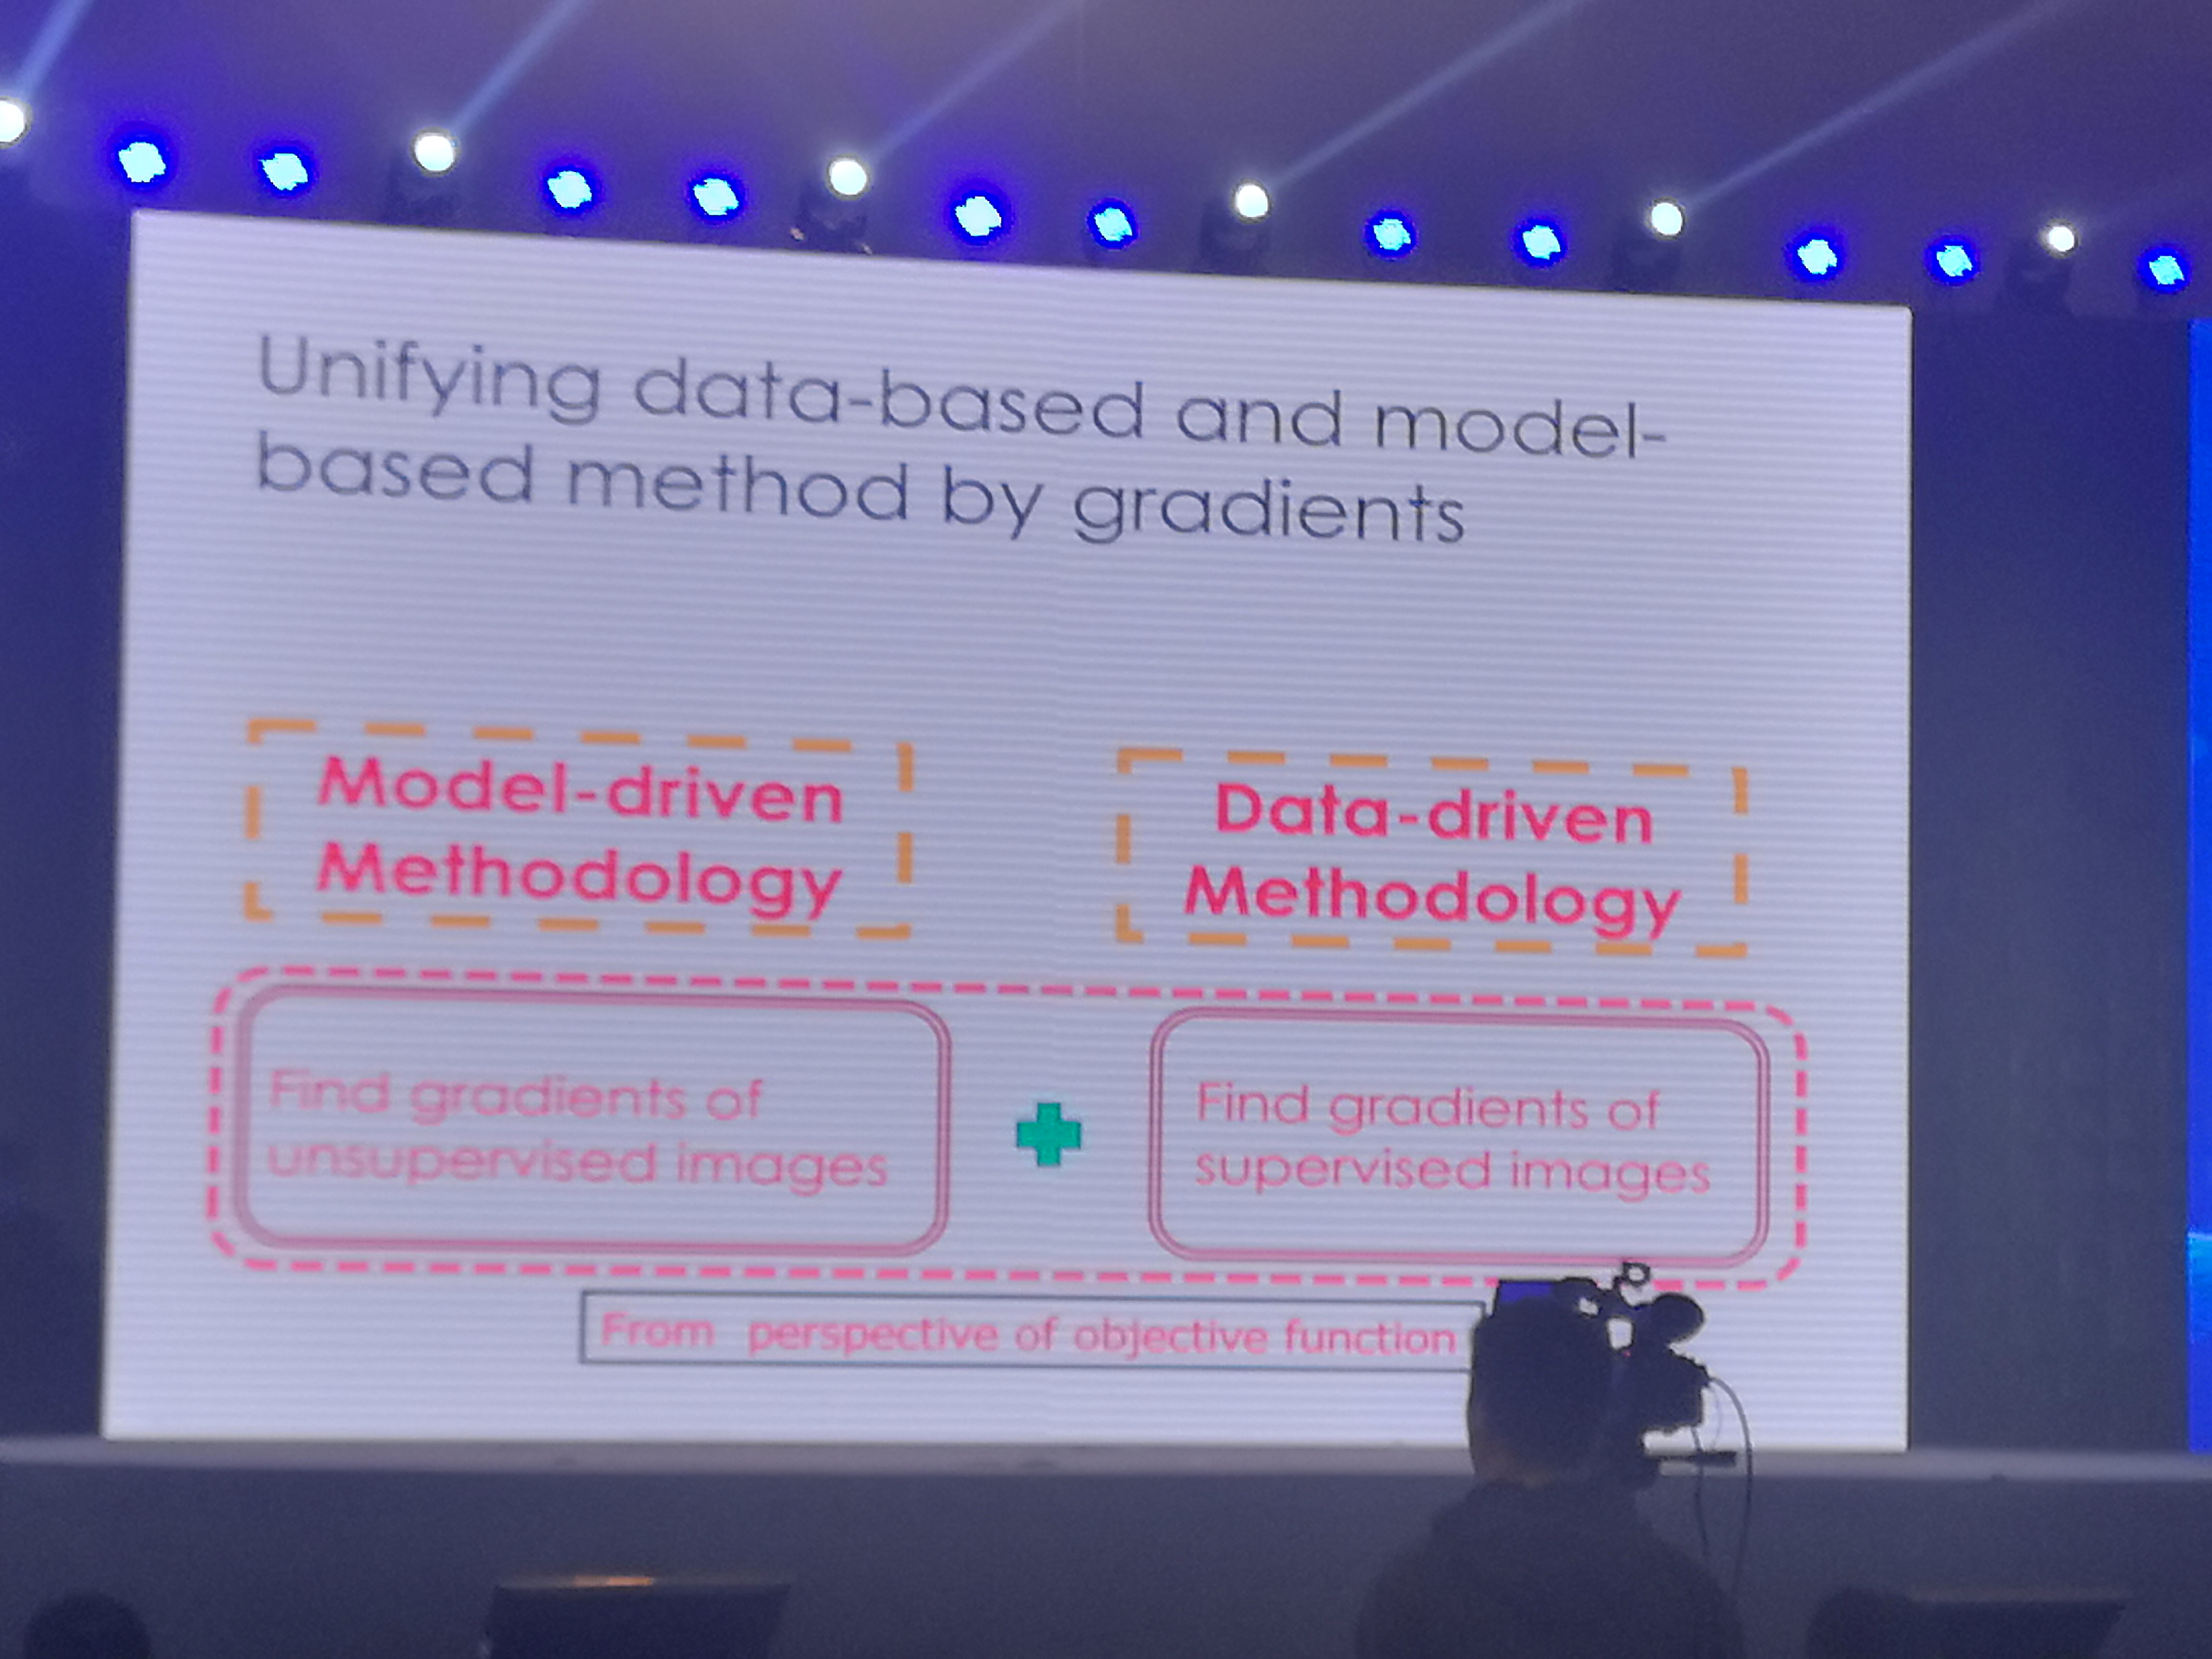 Unifying data-based and model-
based method by gradients
Model-driven
Methodology
Data-driven
Methodology
Find gradients of
unsupervised images
Find gradients of
supervised images
From perspective of objective function